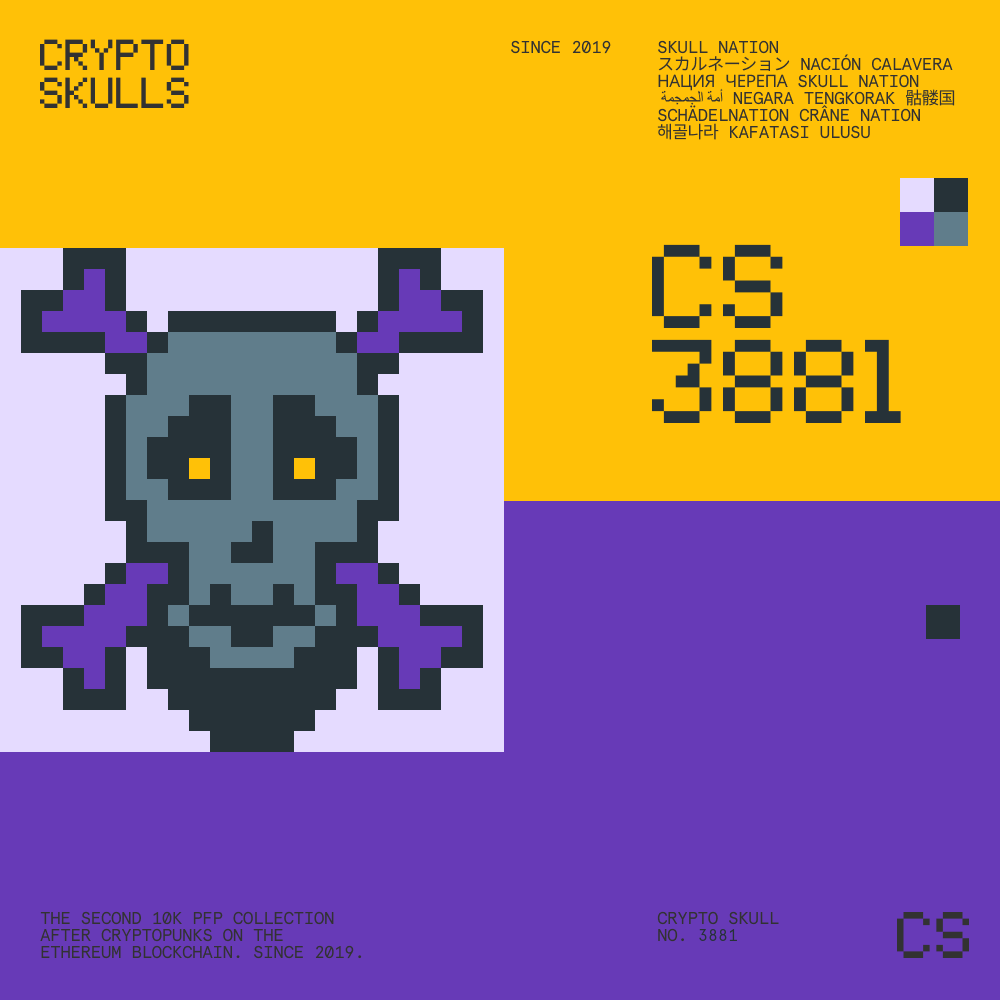 CRYPTO
SKULLS
SINCE 2019
SKULL NATION
スカルネーション NACIÓN CALAVERA
НАЦИЯ ЧЕРЕПА SKULL NATION
أمة الجمجمة NEGARA TENGKORAK 骷髅国
SCHÄDELNATION CRÂNE NATION
해골나라 KAFATASI ULUSU
CS
3881
THE SECOND 10K PFP COLLECTION
AFTER CRYPTOPUNKS ON THE
ETHEREUM BLOCKCHAIN. SINCE 2019.
CRYPTO SKULL
NO. 3881
CS